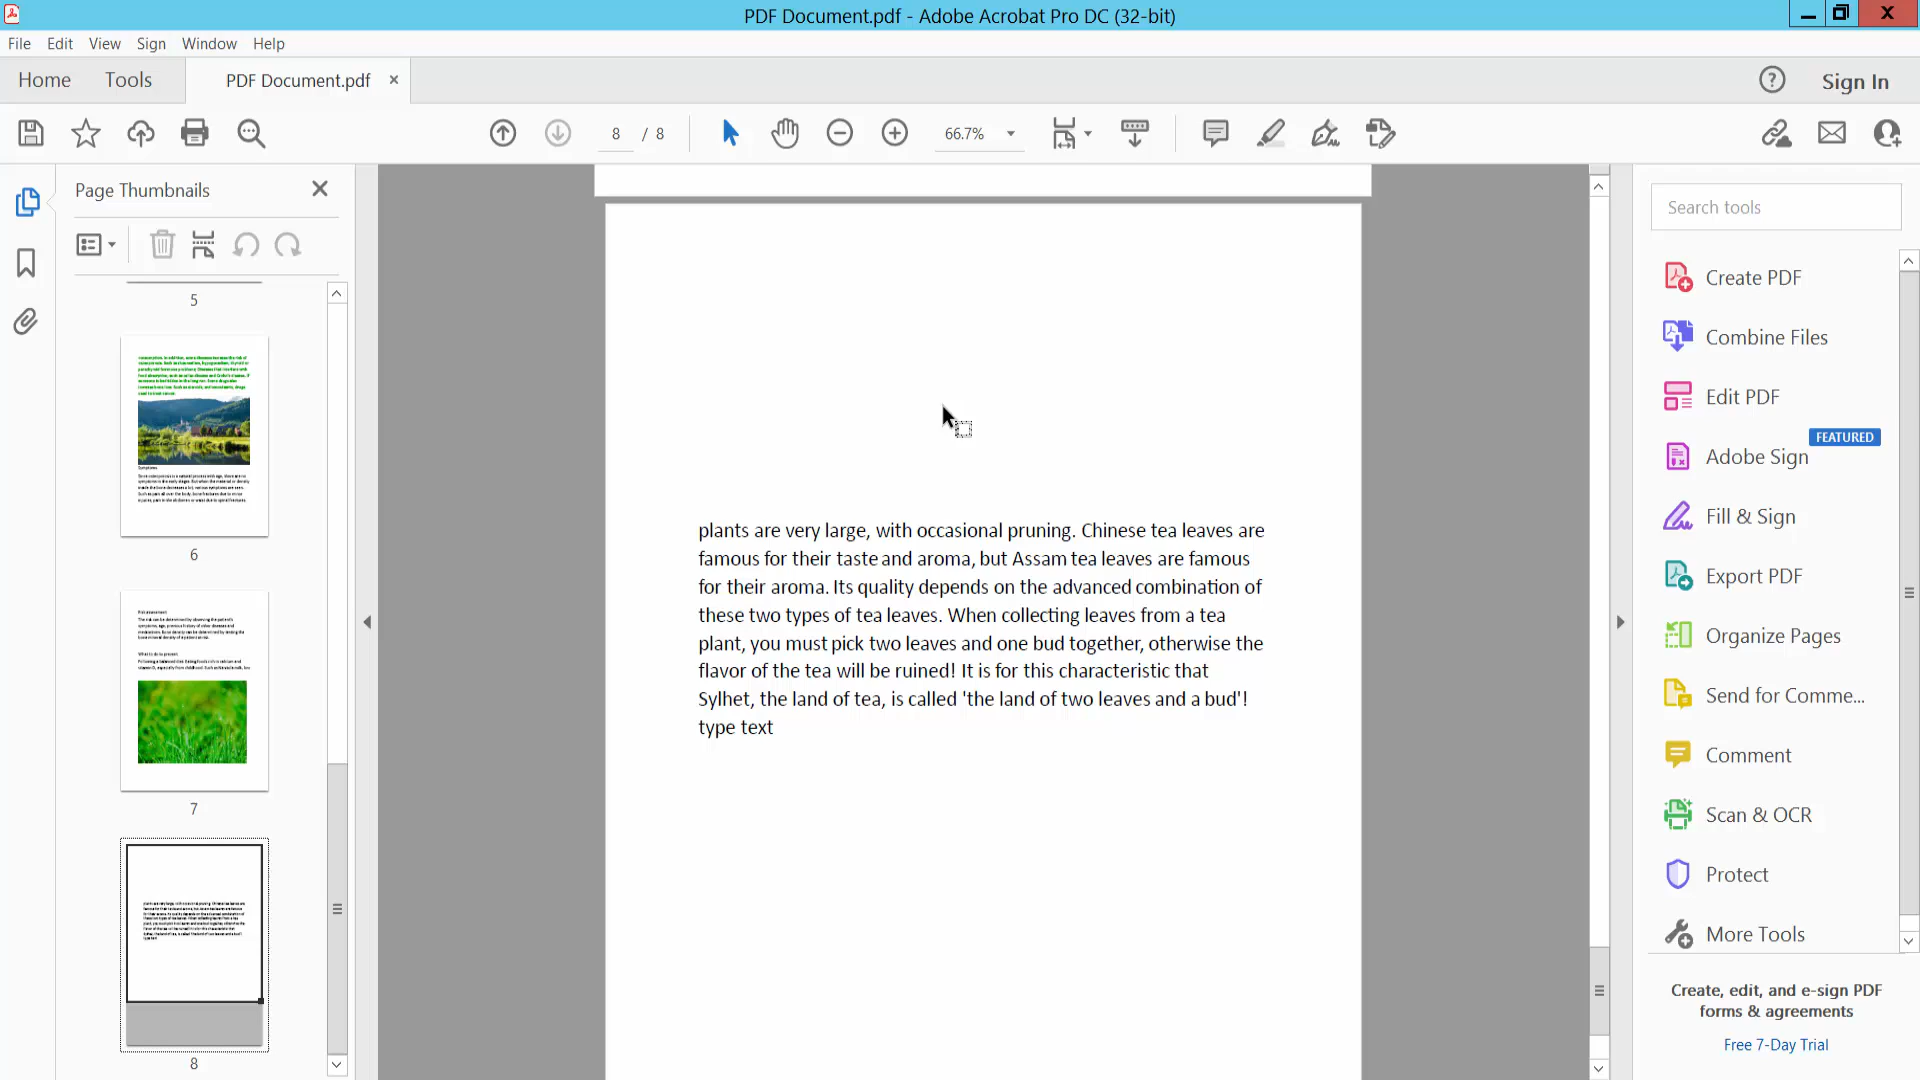 PDF Document.pdf - Adobe Acrobat Pro DC (32-bit)
File Edit View Sign Window Help
Home Tools PDF Document.pdf × Sign In
8 / 8 66.7%
Page Thumbnails
5
Symptoms
6
Risk assessment
What to do to prevent
7
8
plants are very large, with occasional pruning. Chinese tea leaves are
famous for their taste and aroma, but Assam tea leaves are famous
for their aroma. Its quality depends on the advanced combination of
these two types of tea leaves. When collecting leaves from a tea
plant, you must pick two leaves and one bud together, otherwise the
flavor of the tea will be ruined! It is for this characteristic that
Sylhet, the land of tea, is called 'the land of two leaves and a bud'!
type text
Search tools
Create PDF
Combine Files
Edit PDF
FEATURED
Adobe Sign
Fill & Sign
Export PDF
Organize Pages
Send for Comme...
Comment
Scan & OCR
Protect
More Tools
Create, edit, and e-sign PDF
forms & agreements
Free 7-Day Trial